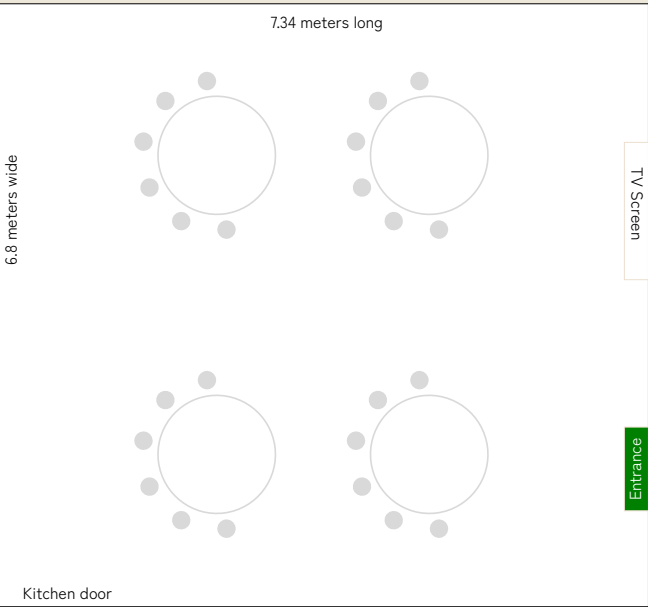 7.34 meters long
6.8 meters wide
TV Screen
Entrance
Kitchen door